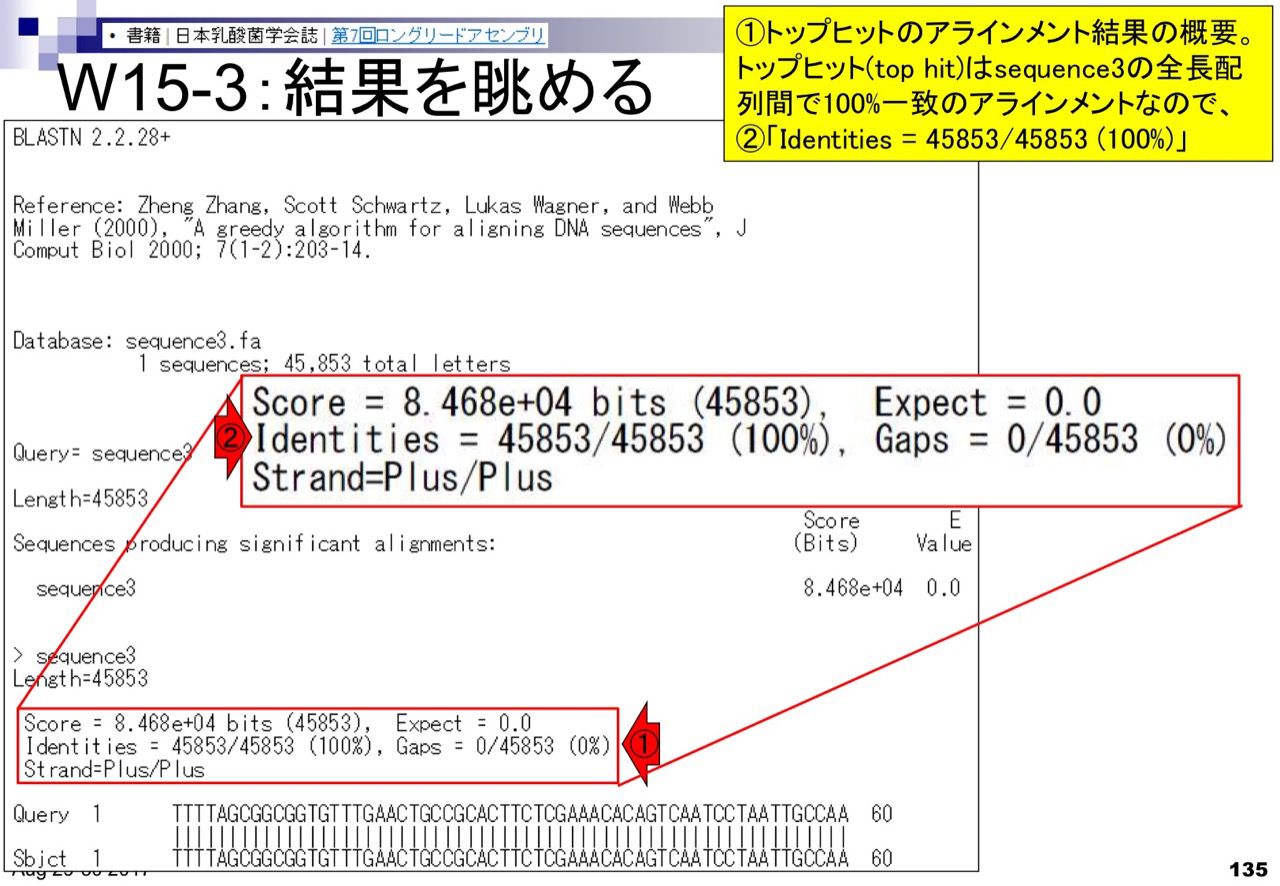 • 書籍 | 日本乳酸菌学会誌 | 第7回ロングリードアセンブリ
W15-3：結果を眺める
①トップヒットのアラインメント結果の概要。
トップヒット(top hit)はsequence3の全長配
列間で100%一致のアラインメントなので、
②「Identities = 45853/45853 (100%)」
BLASTN 2.2.28+
Reference: Zheng Zhang, Scott Schwartz, Lukas Wagner, and Webb
Miller (2000), "A greedy algorithm for aligning DNA sequences", J
Comput Biol 2000; 7(1-2):203-14.
Database: sequence3.fa
1 sequences; 45,853 total letters
Score = 8.468e+04 bits (45853), Expect = 0.0
② Identities = 45853/45853 (100%), Gaps = 0/45853 (0%)
Strand=Plus/Plus
Query= sequence3
Length=45853
Score E
Sequences producing significant alignments: (Bits) Value
sequence3 8.468e+04 0.0
> sequence3
Length=45853
Score = 8.468e+04 bits (45853), Expect = 0.0
Identities = 45853/45853 (100%), Gaps = 0/45853 (0%) ①
Strand=Plus/Plus
Query 1 TTTTAGCGGCGGTGTTTGAACTGCCGCACTTCTCGAAACACAGTCAATCCTAATTGCCAA 60
||||||||||||||||||||||||||||||||||||||||||||||||||||||||||||
Sbjct 1 TTTTAGCGGCGGTGTTTGAACTGCCGCACTTCTCGAAACACAGTCAATCCTAATTGCCAA 60
135